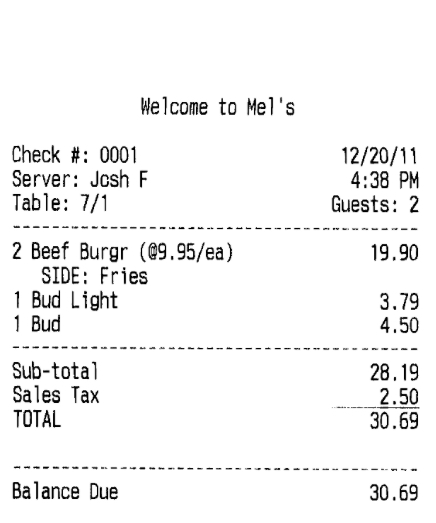 Welcome to Mel's
Check #: 0001 12/20/11
Server: Josh F 4:38 PM
Table: 7/1 Guests: 2
2 Beef Burgr (@9.95/ea) 19.90
SIDE: Fries
1 Bud Light 3.79
1 Bud 4.50
Sub-total 28.19
Sales Tax 2.50
TOTAL 30.69
Balance Due 30.69